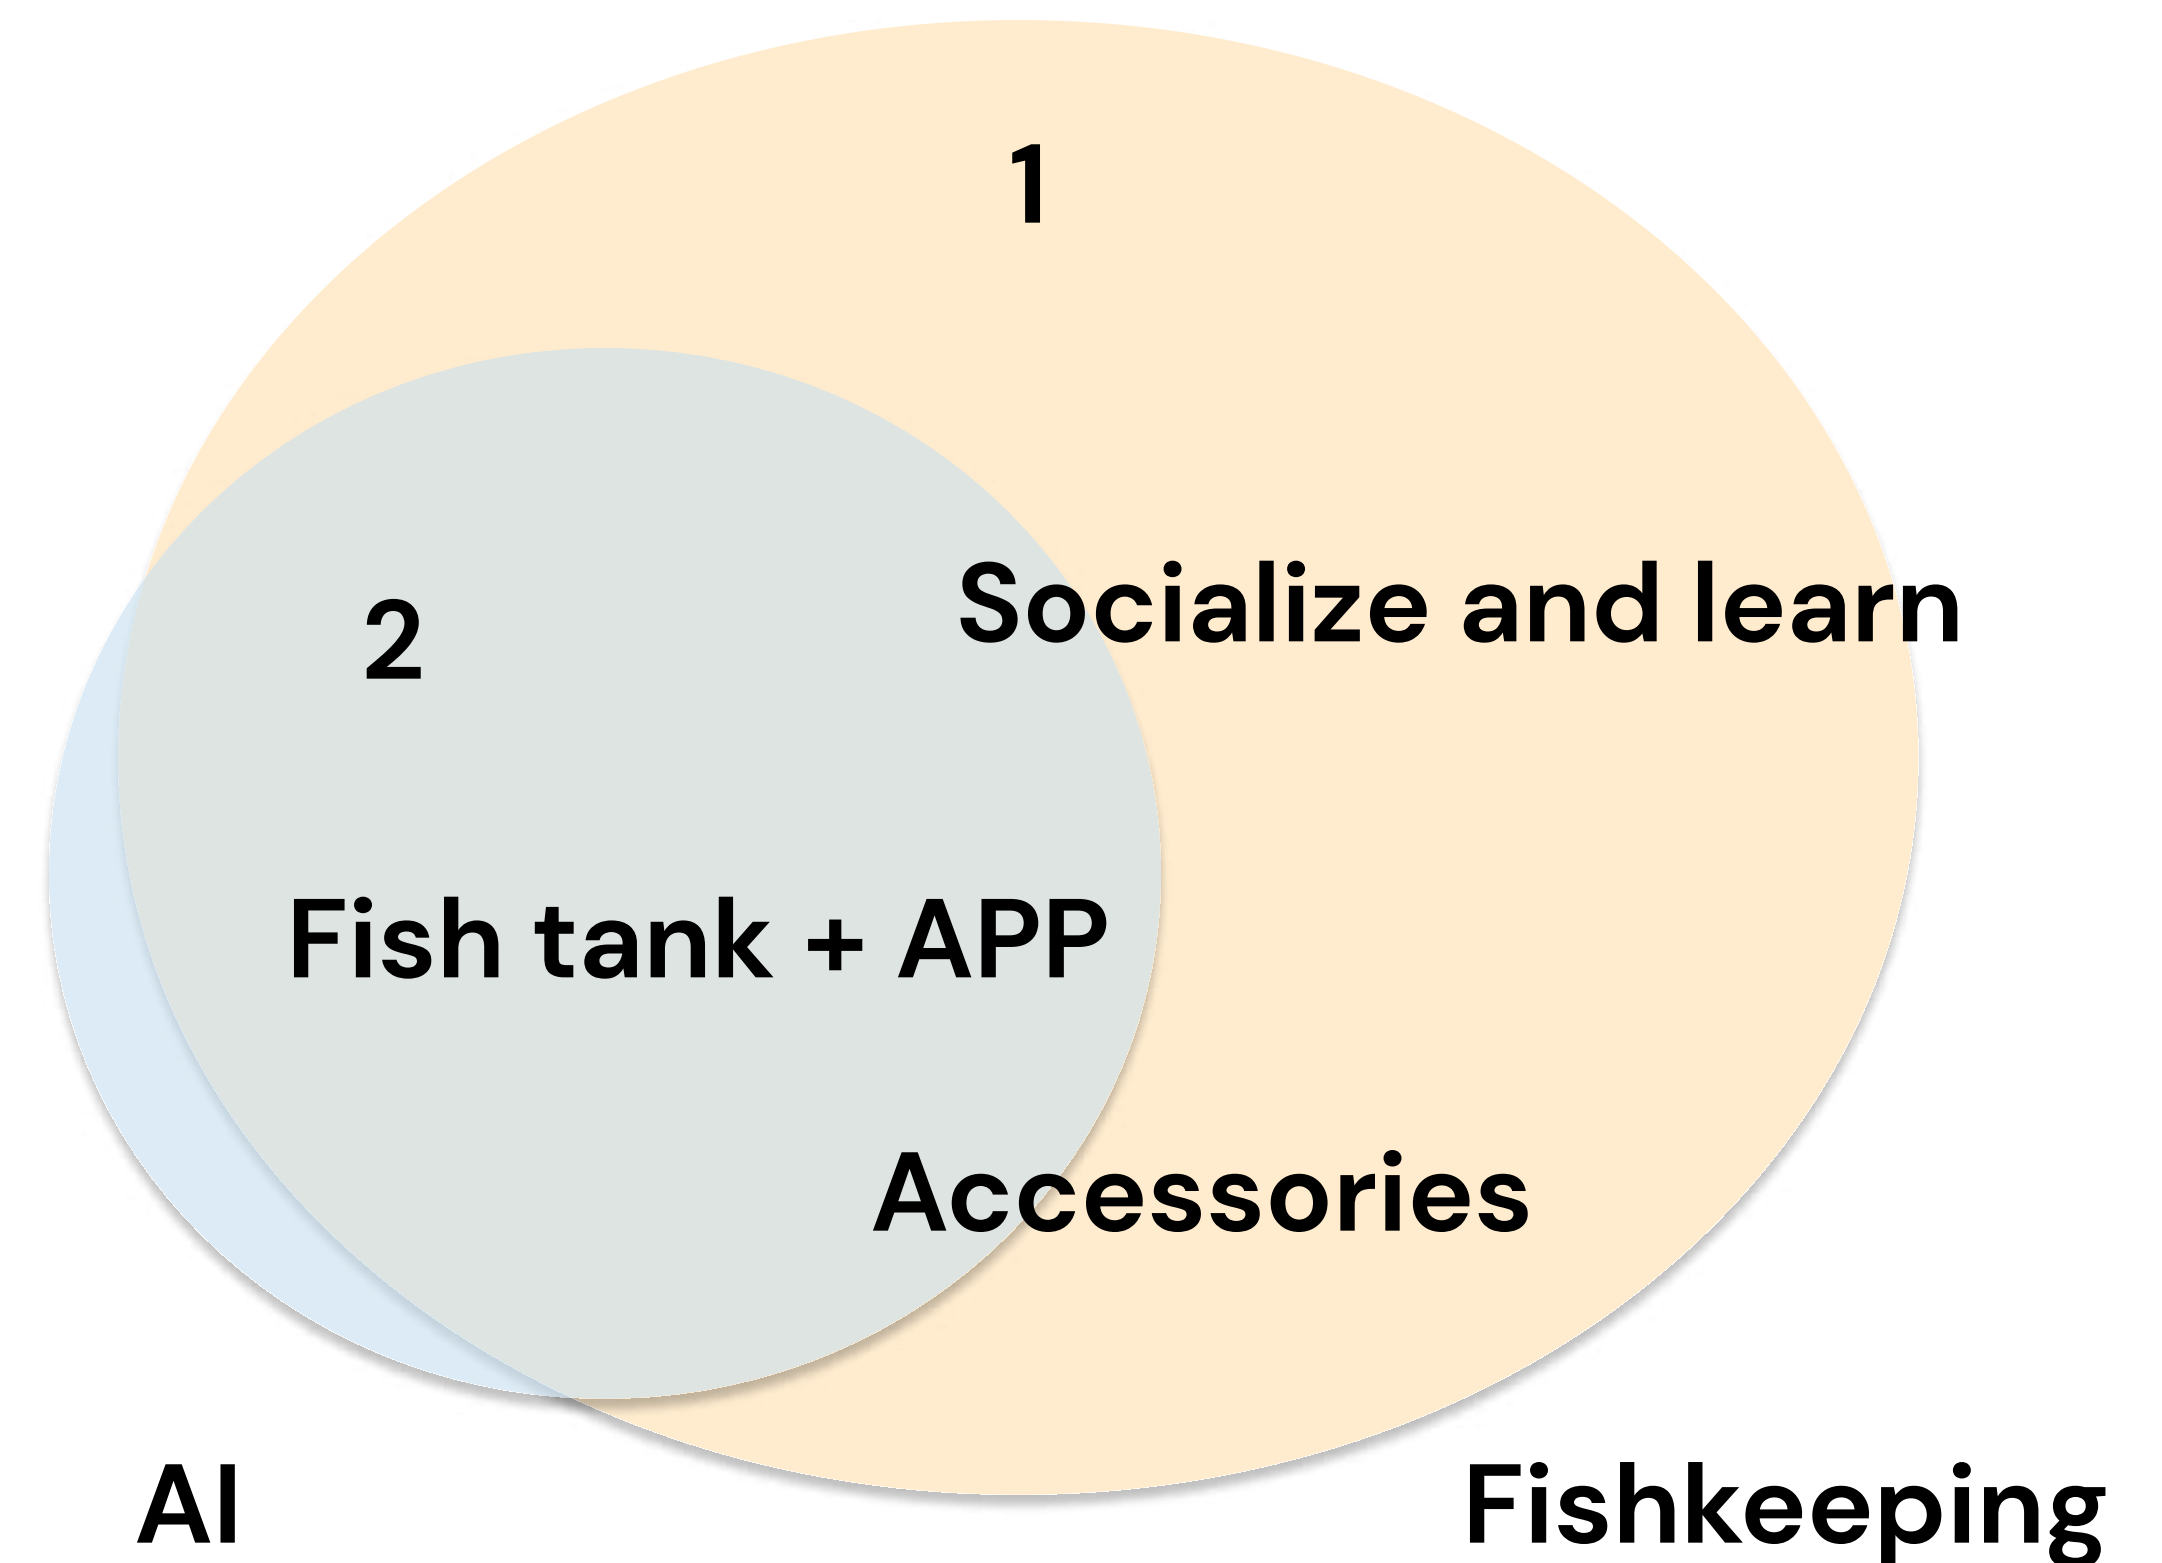 1
Socialize and learn
2
Fish tank + APP
Accessories
AI
Fishkeeping